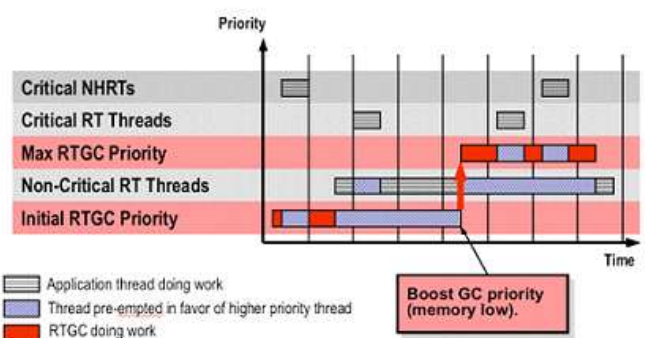 Priority
Critical NHRTs
Critical RT Threads
Max RTGC Priority
Non-Critical RT Threads
Initial RTGC Priority
Time
Application thread doing work
Thread pre-empted in favor of higher priority thread
RTGC doing work
Boost GC priority
(memory low).